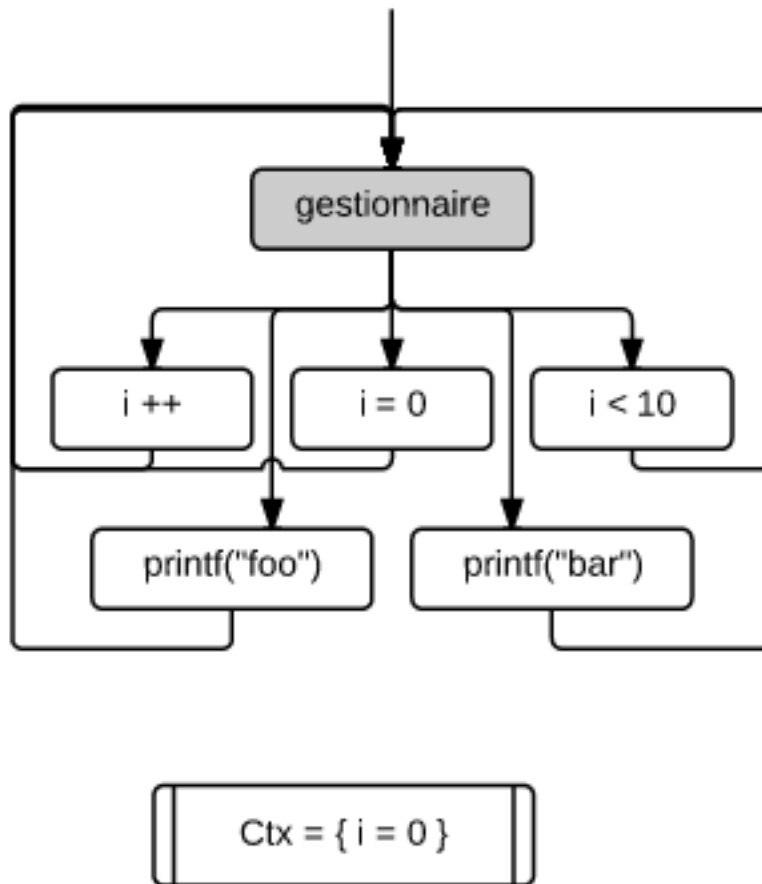 gestionnaire
i ++
i = 0
i < 10
printf("foo")
printf("bar")
Ctx = { i = 0 }